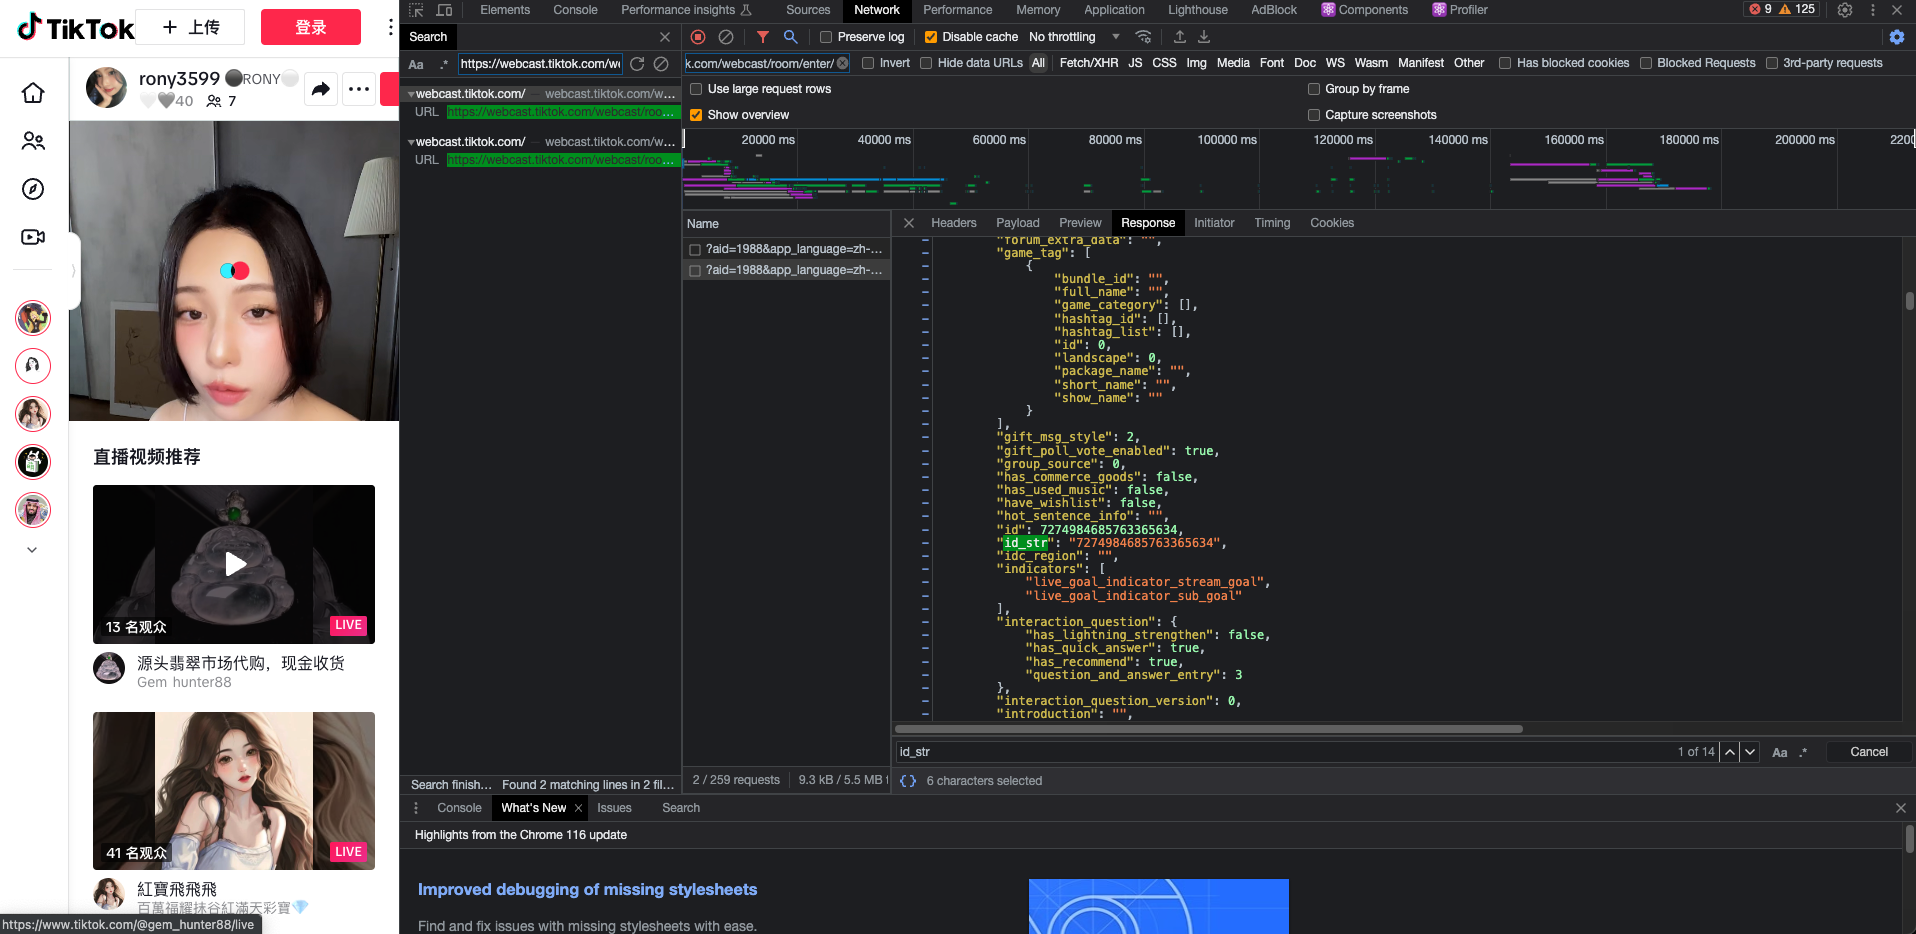 TikTok
+ 上传
登录
rony3599 ⚫RONY⚪
🤍🩶40 7
直播视频推荐
13 名观众
LIVE
源头翡翠市场代购，现金收货
Gem hunter88
41 名观众
LIVE
紅寶飛飛飛
百萬福耀抹谷紅滿天彩寶💎
https://www.tiktok.com/@gem_hunter88/live
Elements Console Performance insights Sources Network Performance Memory Application Lighthouse AdBlock Components Profiler 9 125
Search
Aa .* https://webcast.tiktok.com/we
webcast.tiktok.com/ — webcast.tiktok.com/w...
URL https://webcast.tiktok.com/webcast/roo...
webcast.tiktok.com/ — webcast.tiktok.com/w...
URL https://webcast.tiktok.com/webcast/roo...
Search finish... Found 2 matching lines in 2 fil...
Preserve log Disable cache No throttling
k.com/webcast/room/enter/ Invert Hide data URLs All Fetch/XHR JS CSS Img Media Font Doc WS Wasm Manifest Other Has blocked cookies Blocked Requests 3rd-party requests
Use large request rows Group by frame
Show overview Capture screenshots
20000 ms 40000 ms 60000 ms 80000 ms 100000 ms 120000 ms 140000 ms 160000 ms 180000 ms 200000 ms 2200
Name
?aid=1988&app_language=zh-...
?aid=1988&app_language=zh-...
2 / 259 requests 9.3 kB / 5.5 MB t
Headers Payload Preview Response Initiator Timing Cookies
"forum_extra_data": "",
"game_tag": [
{
"bundle_id": "",
"full_name": "",
"game_category": [],
"hashtag_id": [],
"hashtag_list": [],
"id": 0,
"landscape": 0,
"package_name": "",
"short_name": "",
"show_name": ""
}
],
"gift_msg_style": 2,
"gift_poll_vote_enabled": true,
"group_source": 0,
"has_commerce_goods": false,
"has_used_music": false,
"have_wishlist": false,
"hot_sentence_info": "",
"id": 7274984685763365634,
"id_str": "7274984685763365634",
"idc_region": "",
"indicators": [
"live_goal_indicator_stream_goal",
"live_goal_indicator_sub_goal"
],
"interaction_question": {
"has_lightning_strengthen": false,
"has_quick_answer": true,
"has_recommend": true,
"question_and_answer_entry": 3
},
"interaction_question_version": 0,
"introduction": "",
id_str 1 of 14 Aa .* Cancel
{} 6 characters selected
Console What's New Issues Search
Highlights from the Chrome 116 update
Improved debugging of missing stylesheets
Find and fix issues with missing stylesheets with ease.